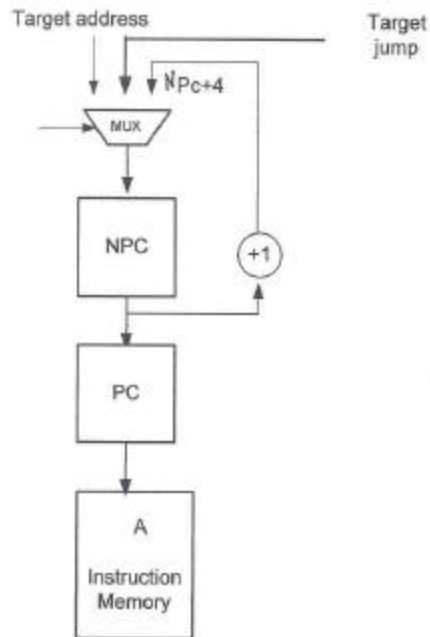 Target address
Target
jump
NPC+4
MUX
NPC
+1
PC
A
Instruction
Memory